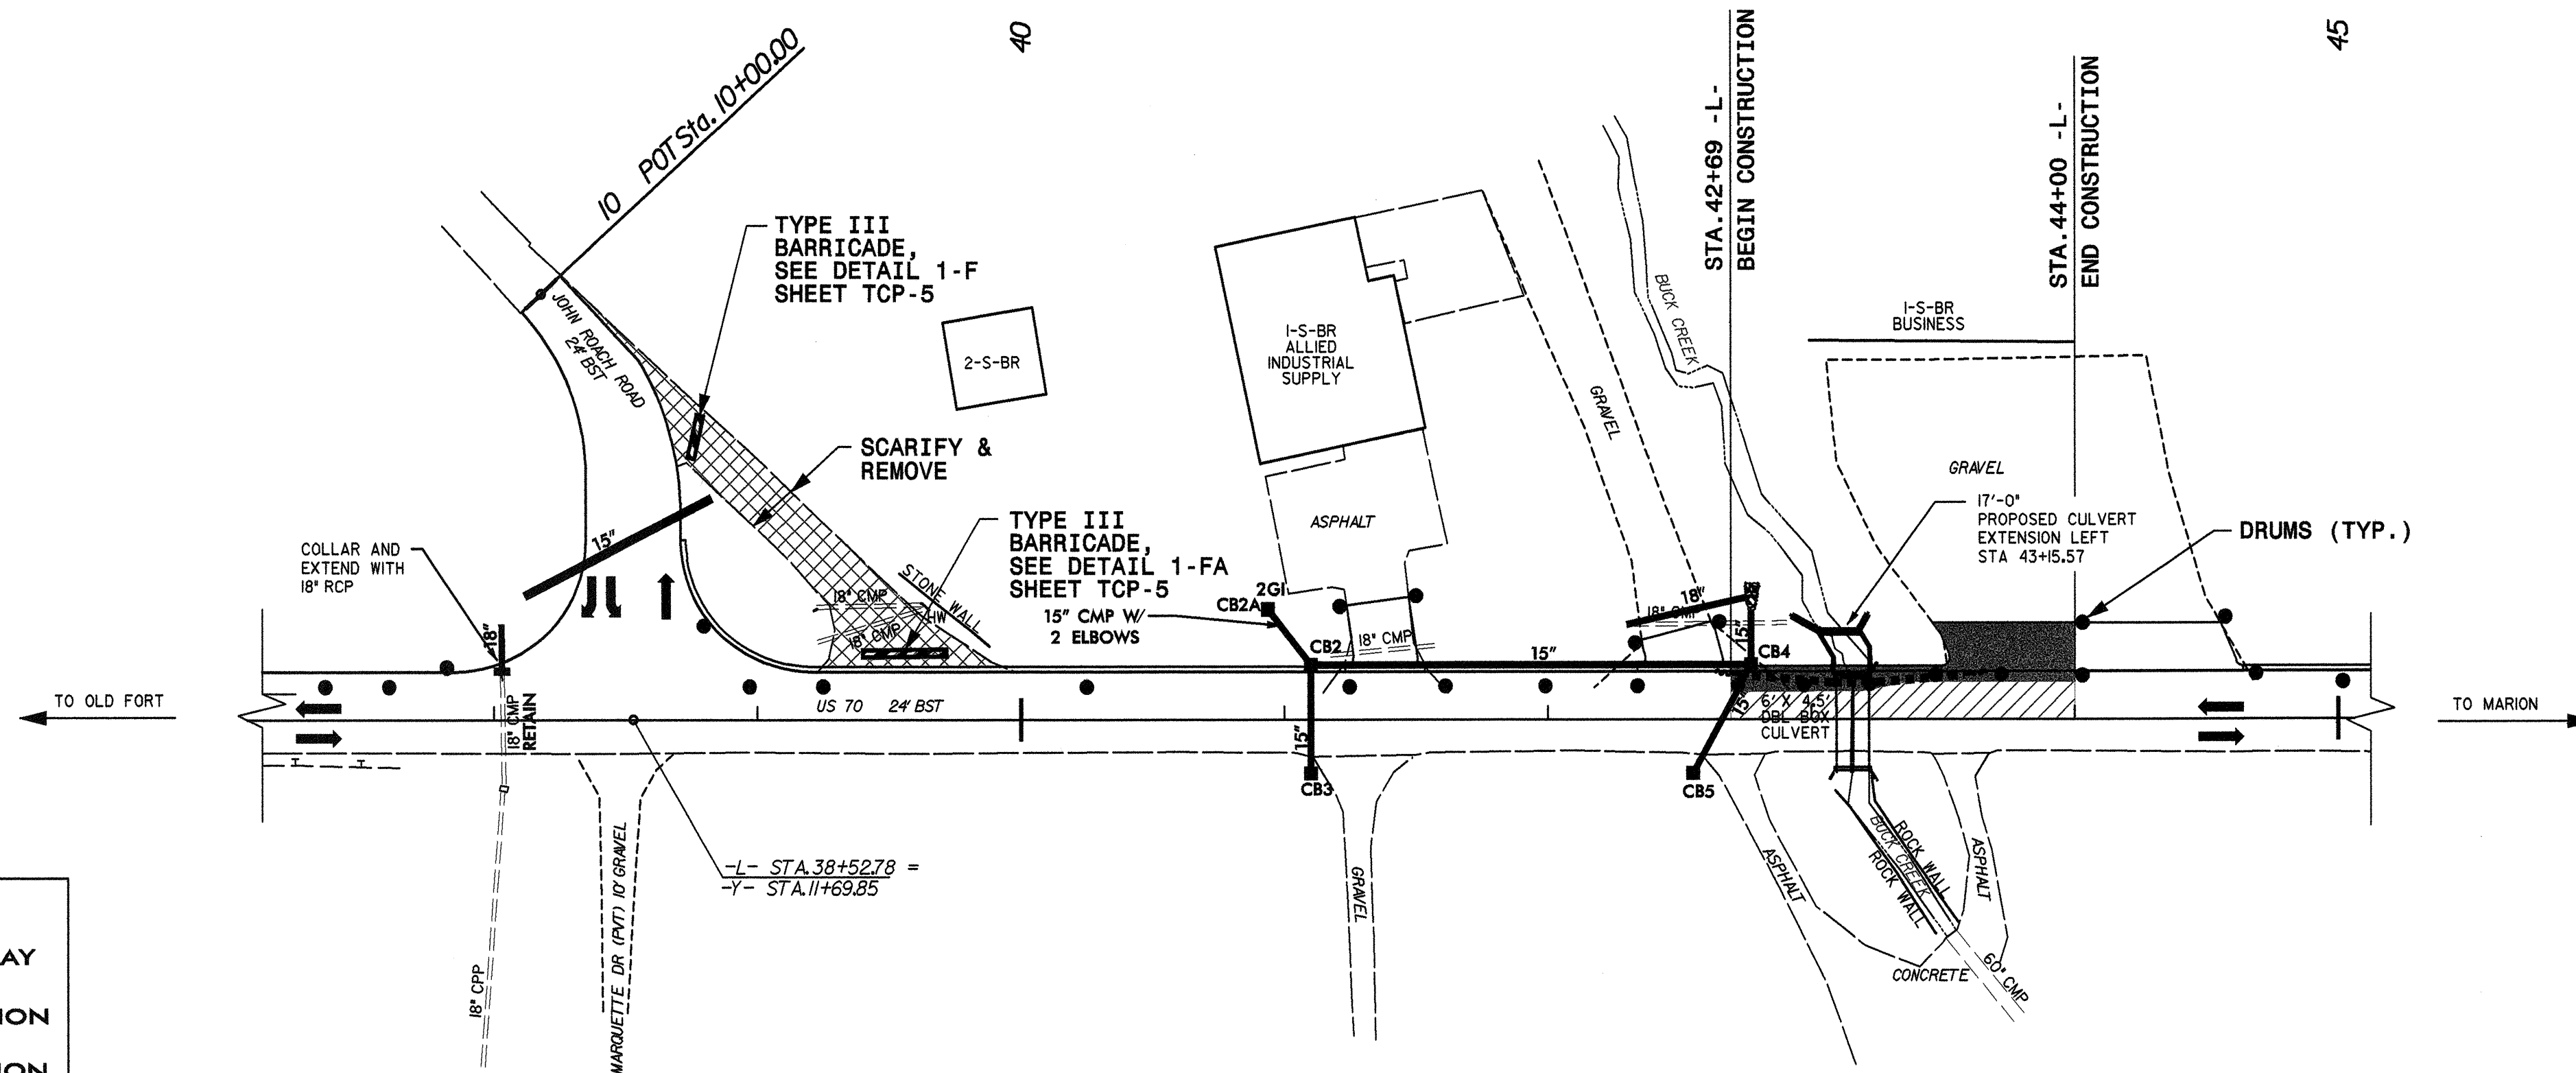 40
45
10 POT Sta. 10+00.00
STA.42+69 -L-
BEGIN CONSTRUCTION
STA.44+00 -L-
END CONSTRUCTION
TYPE III
BARRICADE,
SEE DETAIL 1-F
SHEET TCP-5
JOHN ROACH ROAD
24' BST
2-S-BR
1-S-BR
ALLIED
INDUSTRIAL
SUPPLY
GRAVEL
BUCK CREEK
1-S-BR
BUSINESS
GRAVEL
SCARIFY &
REMOVE
17'-0"
PROPOSED CULVERT
EXTENSION LEFT
STA 43+15.57
DRUMS (TYP.)
TYPE III
BARRICADE,
SEE DETAIL 1-FA
SHEET TCP-5
ASPHALT
COLLAR AND
EXTEND WITH
18" RCP
15"
STONE WALL
18" CMP
HW
18" CMP
2GI
CB2A
15" CMP W/
2 ELBOWS
CB2
18" CMP
15"
18"
18" CMP
15"
CB4
18"
TO OLD FORT
US 70 24' BST
TO MARION
18" CMP
RETAIN
15"
15"
6' X 4.5'
DBL BOX
CULVERT
CB3
CB5
-L- STA.38+52.78 =
-Y- STA.11+69.85
MARQUETTE DR (PVT) 10' GRAVEL
18" CPP
GRAVEL
ASPHALT
ROCK WALL
BUCK CREEK
ROCK WALL
ASPHALT
CONCRETE
60" CMP
AY
ION
ION